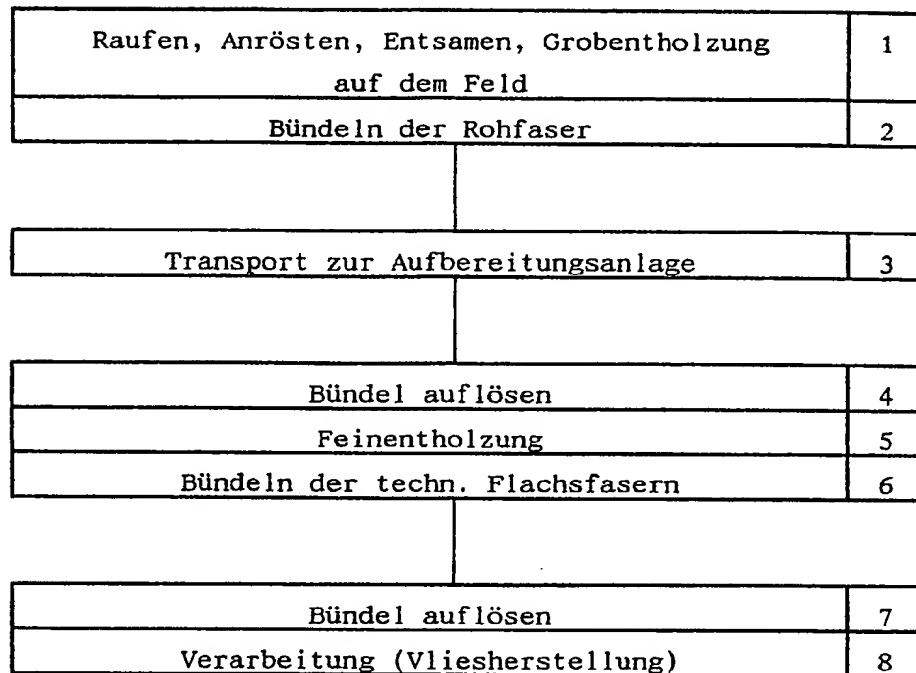 Raufen, Anrösten, Entsamen, Grobentholzung 1
auf dem Feld
Bündeln der Rohfaser 2
Transport zur Aufbereitungsanlage 3
Bündel auflösen 4
Feinentholzung 5
Bündeln der techn. Flachsfasern 6
Bündel auflösen 7
Verarbeitung (Vliesherstellung) 8